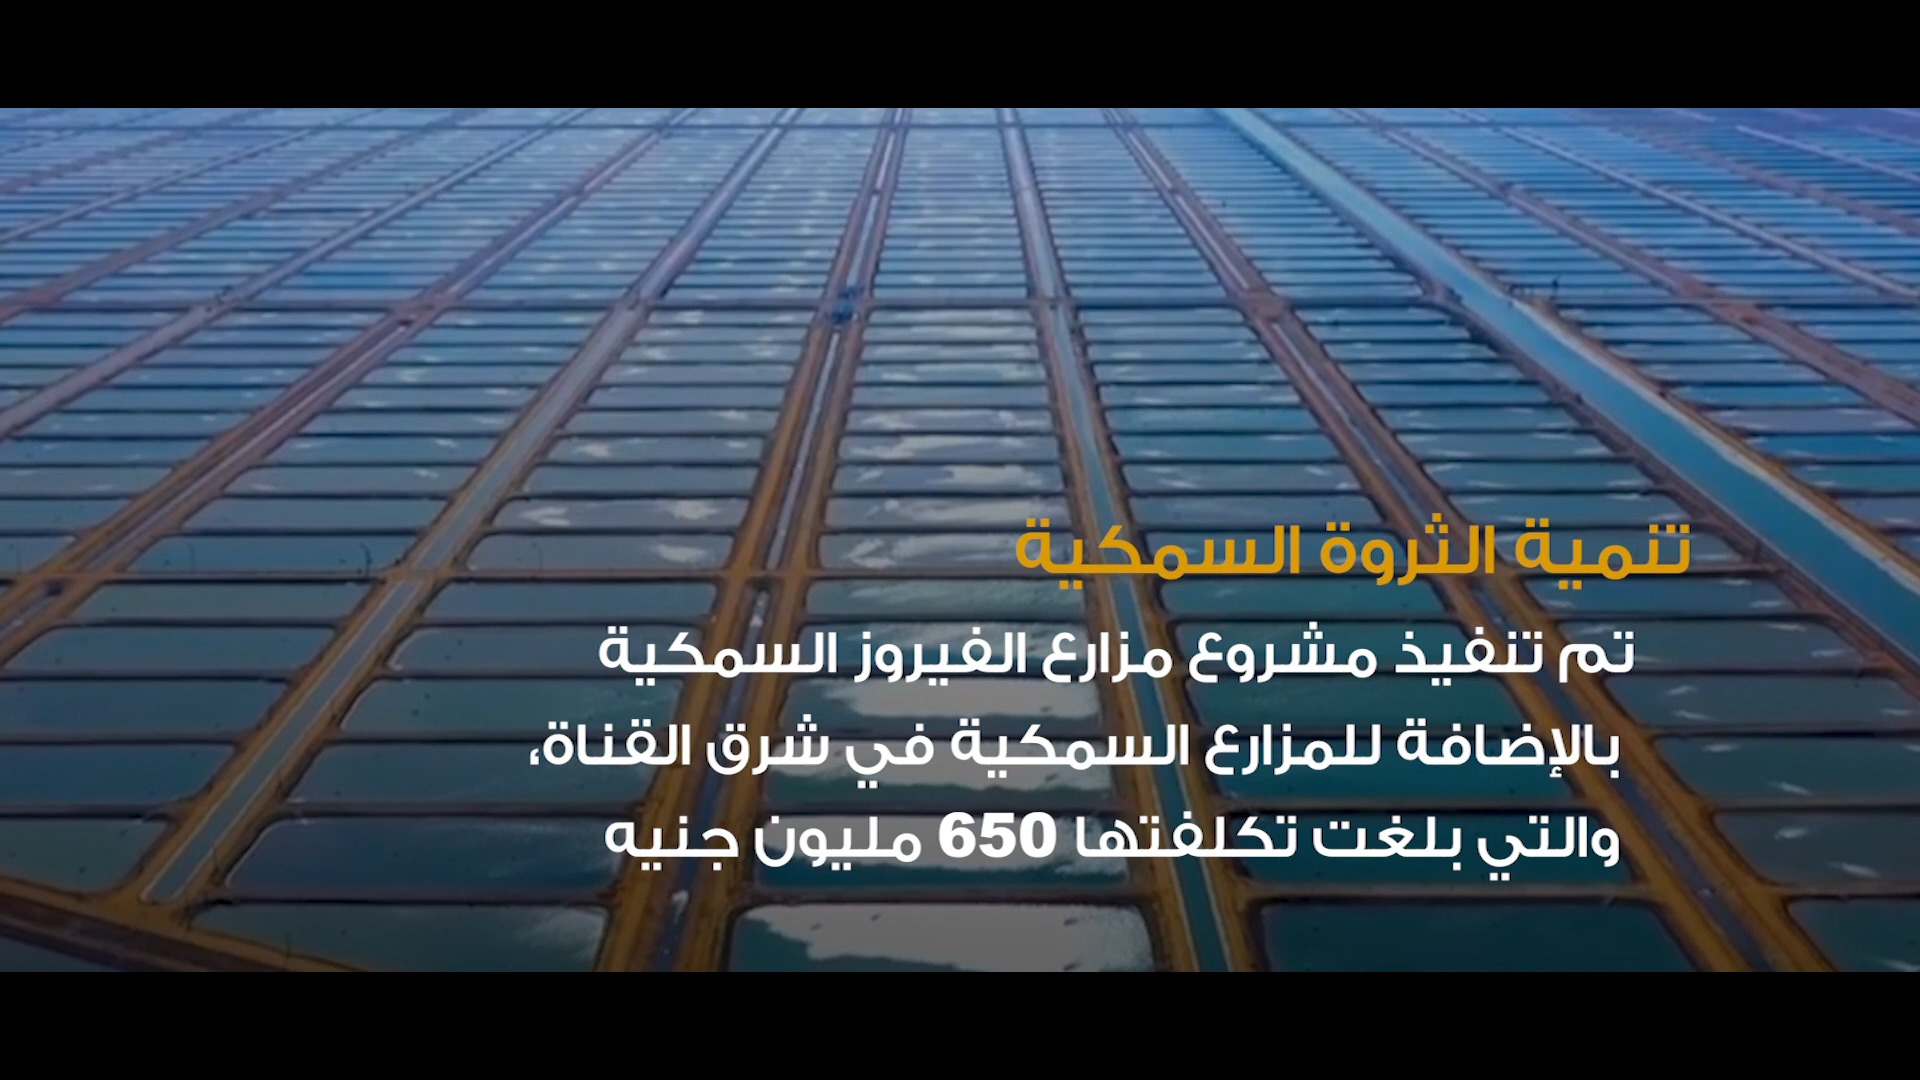 تنمية الثروة السمكية
تم تنفيذ مشروع مزارع الفيروز السمكية
بالإضافة للمزارع السمكية في شرق القناة،
والتي بلغت تكلفتها 650 مليون جنيه